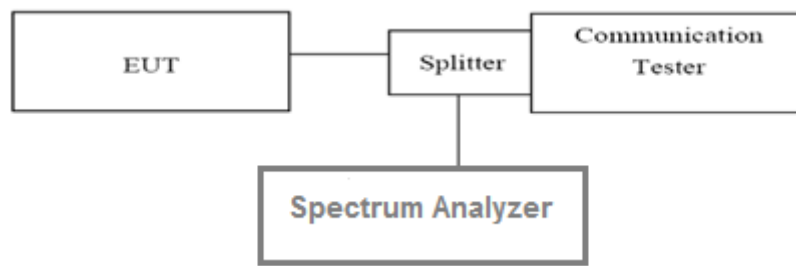 EUT
Splitter
Communication
Tester
Spectrum Analyzer